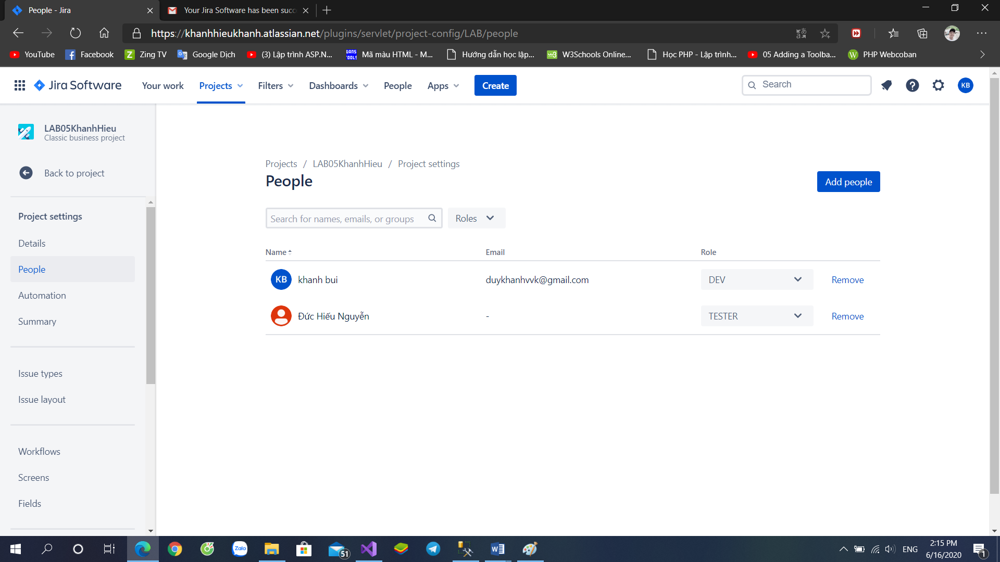 People - Jira
Your Jira Software has been succ
https://khanhhieukhanh.atlassian.net/plugins/servlet/project-config/LAB/people
YouTube Facebook Zing TV Google Dịch (3) Lập trình ASP.N... Mã màu HTML - M... Hướng dẫn học lập... W3Schools Online... Học PHP - Lập trình... 05 Adding a Toolba... PHP Webcoban
Jira Software Your work Projects Filters Dashboards People Apps Create Search KB
LAB05KhanhHieu
Classic business project
Back to project
Project settings
Details
People
Automation
Summary
Issue types
Issue layout
Workflows
Screens
Fields
Projects / LAB05KhanhHieu / Project settings
People
Add people
Search for names, emails, or groups Roles
Name Email Role
KB khanh bui duykhanhvvk@gmail.com DEV Remove
Đức Hiếu Nguyễn - TESTER Remove
Zalo 51 ENG 2:15 PM
6/16/2020 1